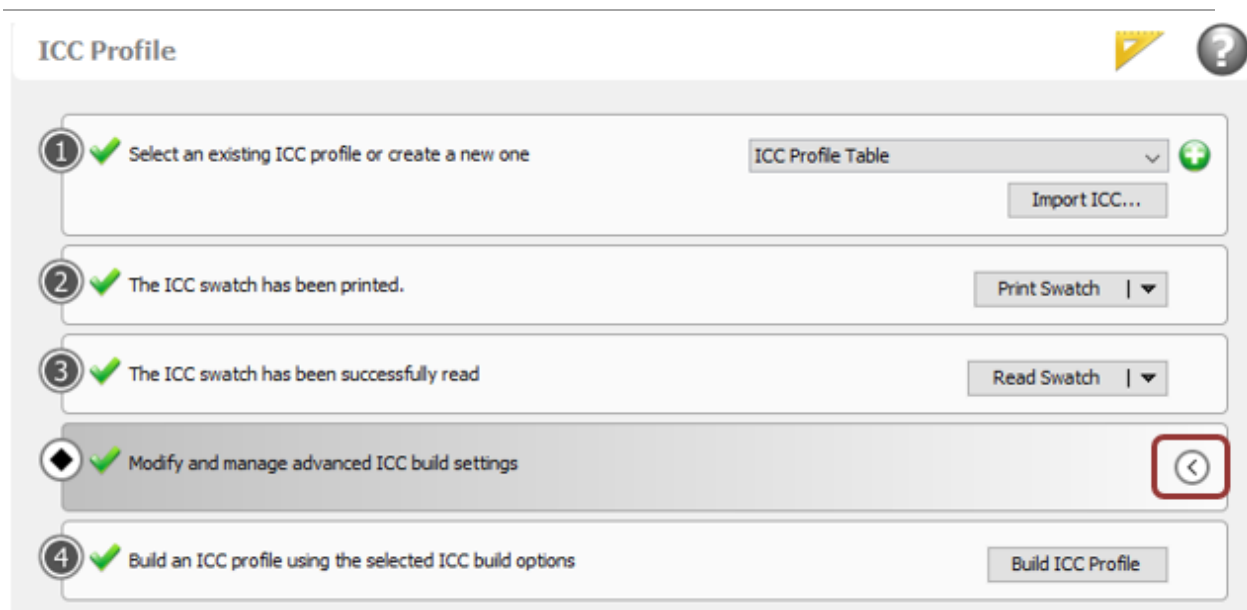 ICC Profile
?
1 Select an existing ICC profile or create a new one ICC Profile Table
Import ICC...
2 The ICC swatch has been printed. Print Swatch
3 The ICC swatch has been successfully read Read Swatch
Modify and manage advanced ICC build settings
4 Build an ICC profile using the selected ICC build options Build ICC Profile